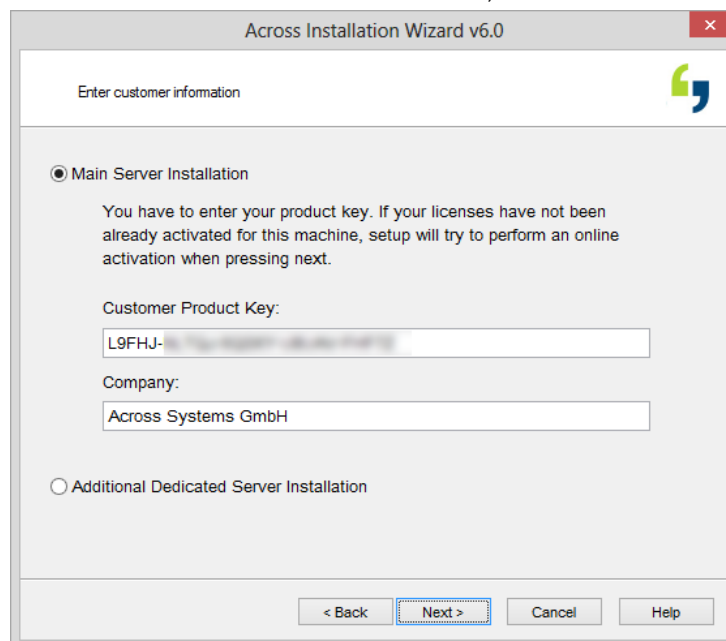 Across Installation Wizard v6.0
Enter customer information
Main Server Installation
You have to enter your product key. If your licenses have not been
already activated for this machine, setup will try to perform an online
activation when pressing next.
Customer Product Key:
L9FHJ-
Company:
Across Systems GmbH
Additional Dedicated Server Installation
< Back Next > Cancel Help